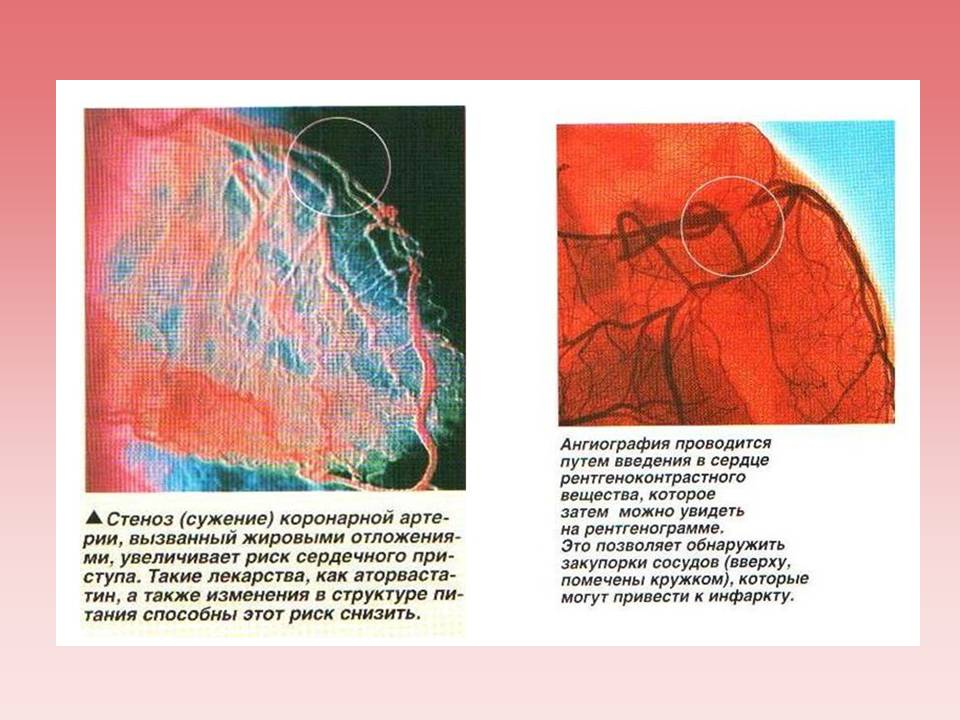 ▲Стеноз (сужение) коронарной арте-
рии, вызванный жировыми отложения-
ми, увеличивает риск сердечного при-
ступа. Такие лекарства, как аторваста-
тин, а также изменения в структуре пи-
тания способны этот риск снизить.
Ангиография проводится
путем введения в сердце
рентгеноконтрастного
вещества, которое
затем можно увидеть
на рентгенограмме.
Это позволяет обнаружить
закупорки сосудов (вверху,
помечены кружком), которые
могут привести к инфаркту.